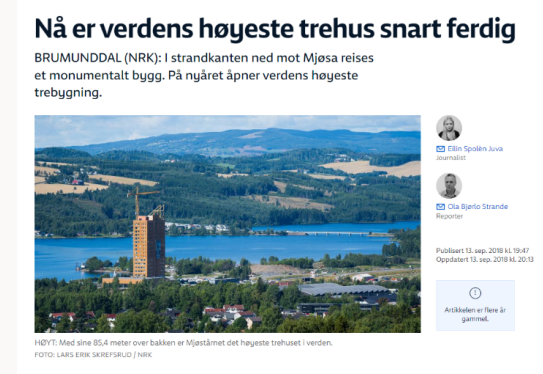 Nå er verdens høyeste trehus snart ferdig
BRUMUNDDAL (NRK): I strandkanten ned mot Mjøsa reises
et monumentalt bygg. På nyåret åpner verdens høyeste
trebygning.
Eilin Spolén Juva
Journalist
Ola Bjørlo Strande
Reporter
Publisert 13. sep. 2018 kl. 19:47
Oppdatert 13. sep. 2018 kl. 20:13
Artikkelen er flere år
gammel.
HØYT: Med sine 85,4 meter over bakken er Mjøstårnet det høyeste trehuset i verden.
FOTO: LARS ERIK SKREFSRUD / NRK